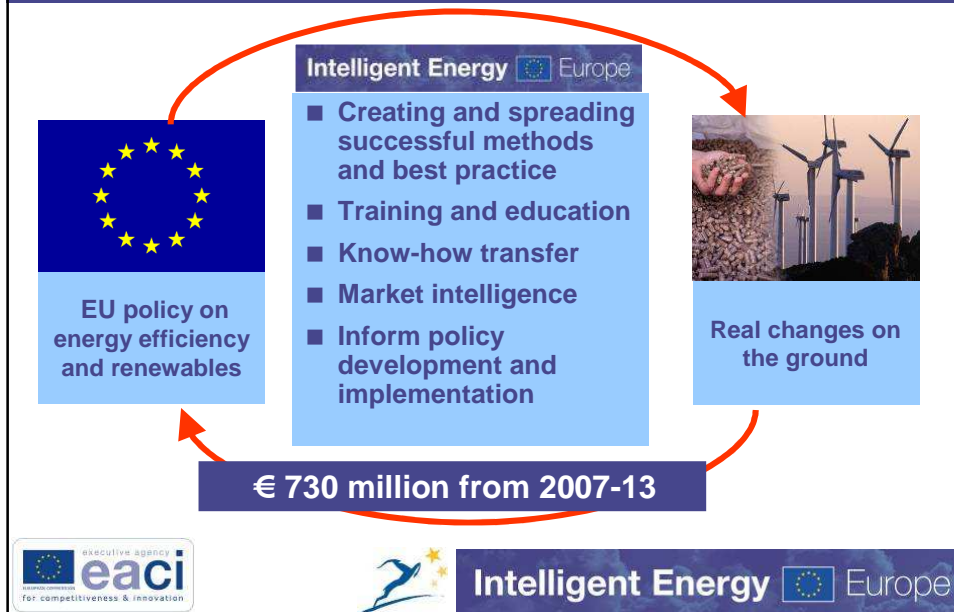 Intelligent Energy Europe
■ Creating and spreading
successful methods
and best practice
■ Training and education
■ Know-how transfer
■ Market intelligence
■ Inform policy
development and
implementation
EU policy on
energy efficiency
and renewables
Real changes on
the ground
€ 730 million from 2007-13
executive agency
eaci
for competitiveness & innovation
Intelligent Energy Europe